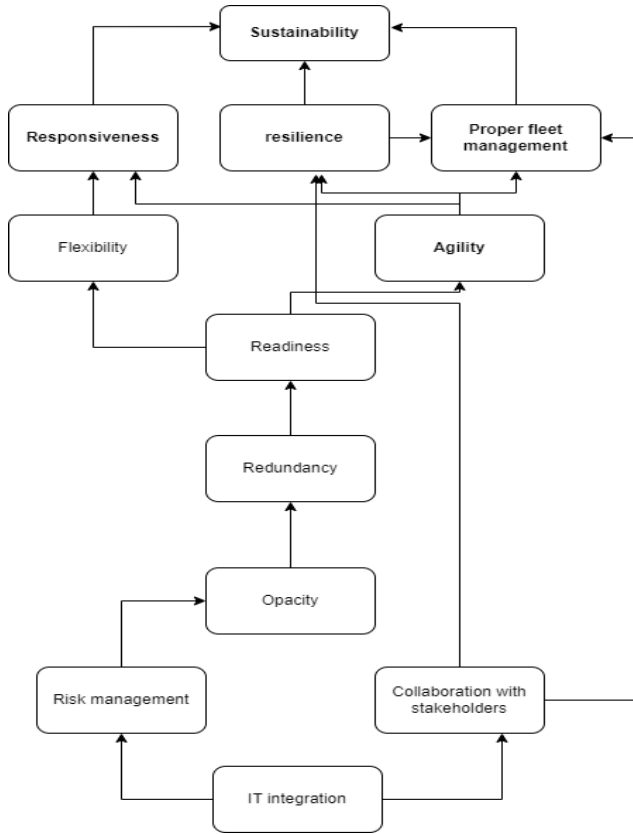 Sustainability
Responsiveness
resilience
Proper fleet
management
Flexibility
Agility
Readiness
Redundancy
Opacity
Risk management
Collaboration with
stakeholders
IT integration